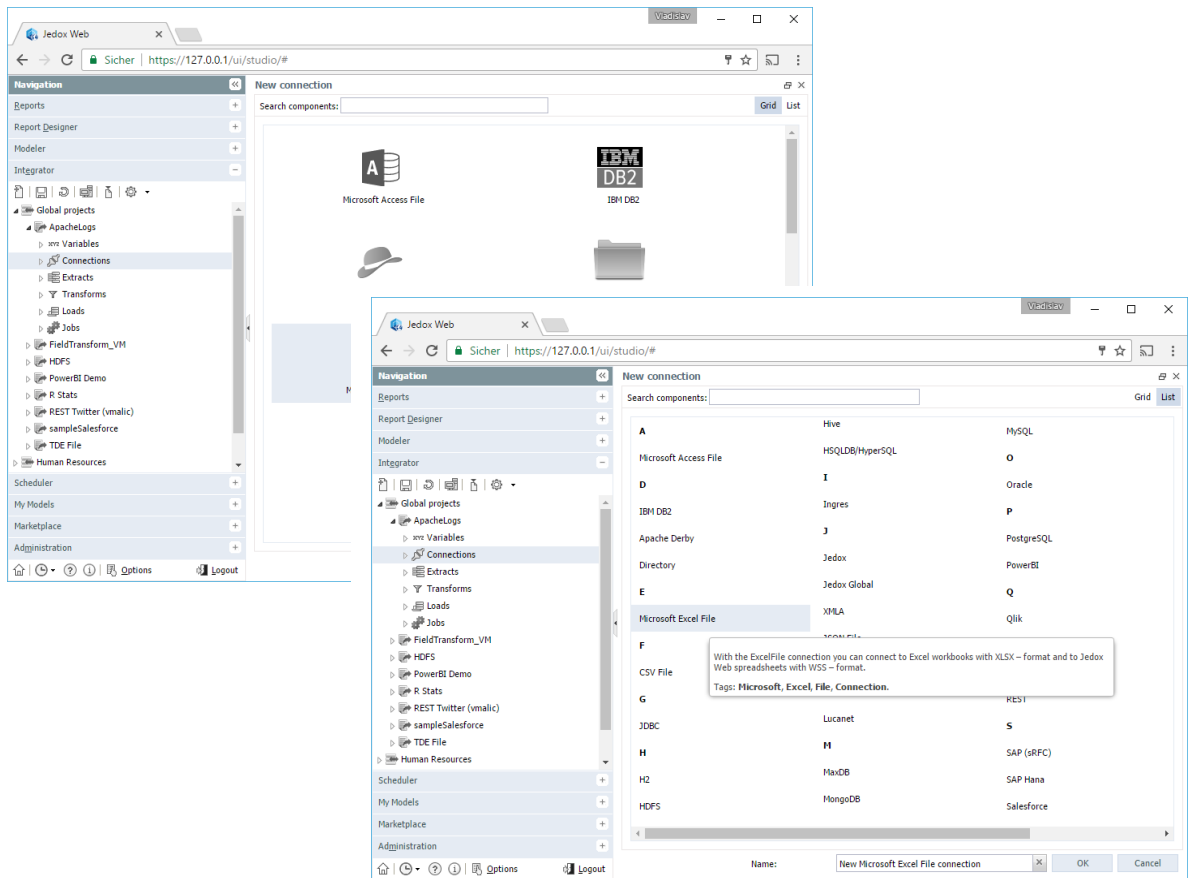 Vladislav
Jedox Web
Sicher https://127.0.0.1/ui/studio/#
Navigation
Reports
Report Designer
Modeler
Integrator
Global projects
ApacheLogs
xyz Variables
Connections
Extracts
Transforms
Loads
Jobs
FieldTransform_VM
HDFS
PowerBI Demo
R Stats
REST Twitter (vmalic)
sampleSalesforce
TDE File
Human Resources
Scheduler
My Models
Marketplace
Administration
Options
Logout
New connection
Search components:
Grid List
A
Microsoft Access File
IBM
DB2
IBM DB2
M
Vladislav
Jedox Web
Sicher https://127.0.0.1/ui/studio/#
Navigation
Reports
Report Designer
Modeler
Integrator
Global projects
ApacheLogs
xyz Variables
Connections
Extracts
Transforms
Loads
Jobs
FieldTransform_VM
HDFS
PowerBI Demo
R Stats
REST Twitter (vmalic)
sampleSalesforce
TDE File
Human Resources
Scheduler
My Models
Marketplace
Administration
Options
Logout
New connection
Search components:
Grid List
A
Microsoft Access File
D
IBM DB2
Apache Derby
Directory
E
Microsoft Excel File
F
CSV File
G
JDBC
H
H2
HDFS
Hive
HSQLDB/HyperSQL
I
Ingres
J
Jedox
Jedox Global
XMLA
JSON File
Lucanet
M
MaxDB
MongoDB
MySQL
O
Oracle
P
PostgreSQL
PowerBI
Q
Qlik
REST
S
SAP (sRFC)
SAP Hana
Salesforce
With the ExcelFile connection you can connect to Excel workbooks with XLSX – format and to Jedox
Web spreadsheets with WSS – format.
Tags: Microsoft, Excel, File, Connection.
Name: New Microsoft Excel File connection
OK
Cancel